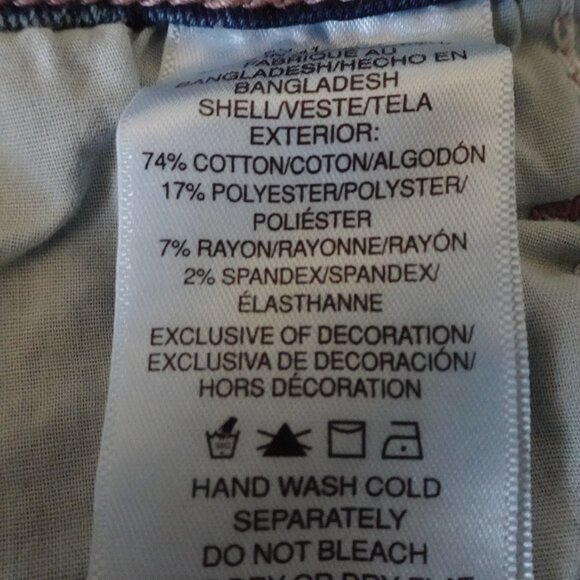 FABRIQUÉ AU
BANGLADESH/HECHO EN
BANGLADESH
SHELL/VESTE/TELA
EXTERIOR:
74% COTTON/COTON/ALGODÓN
17% POLYESTER/POLYSTER/
POLIÉSTER
7% RAYON/RAYONNE/RAYÓN
2% SPANDEX/SPANDEX/
ÉLASTHANNE
EXCLUSIVE OF DECORATION/
EXCLUSIVA DE DECORACIÓN/
HORS DÉCORATION
HAND WASH COLD
SEPARATELY
DO NOT BLEACH